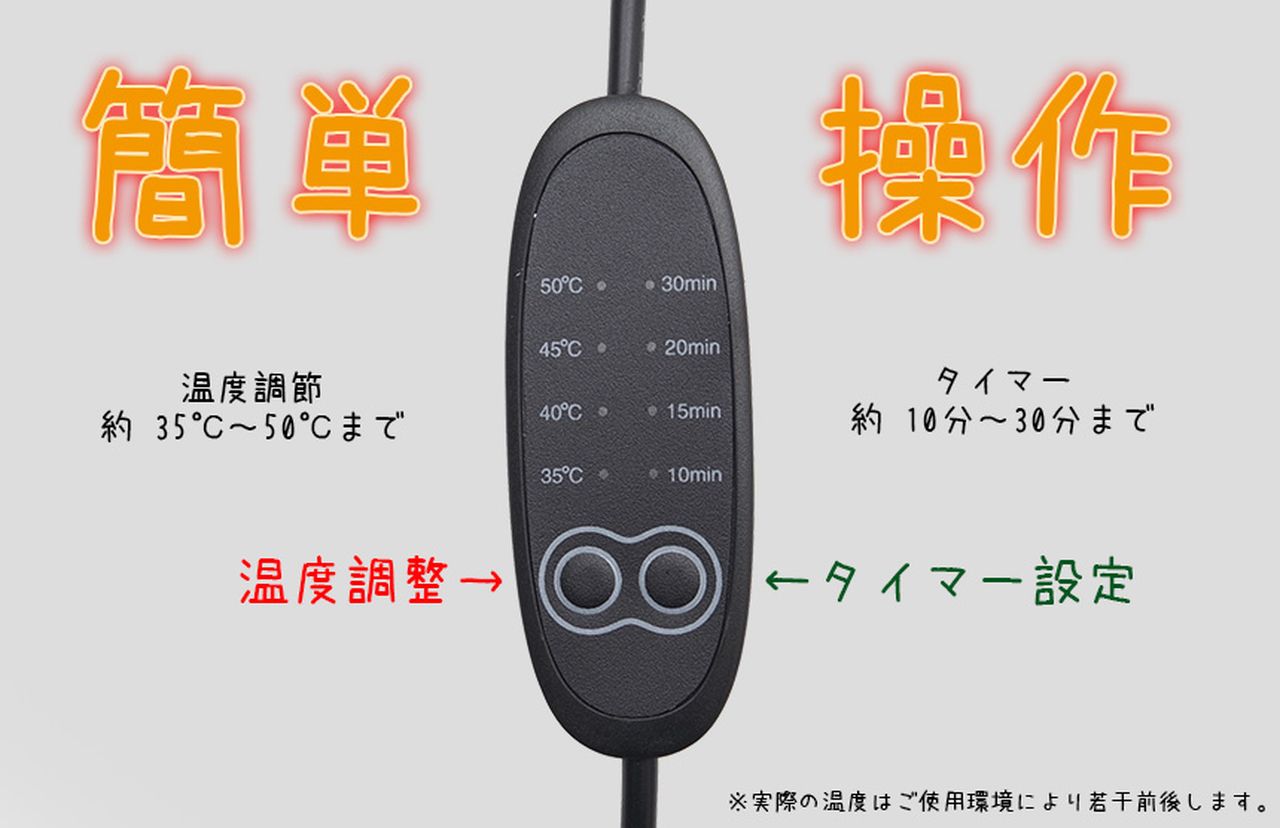 簡単 操作
温度調節
約 35℃～50℃まで
タイマー
約 10分～30分まで
50℃ 30min
45℃ 20min
40℃ 15min
35℃ 10min
温度調整→
←タイマー設定
※実際の温度はご使用環境により若干前後します。